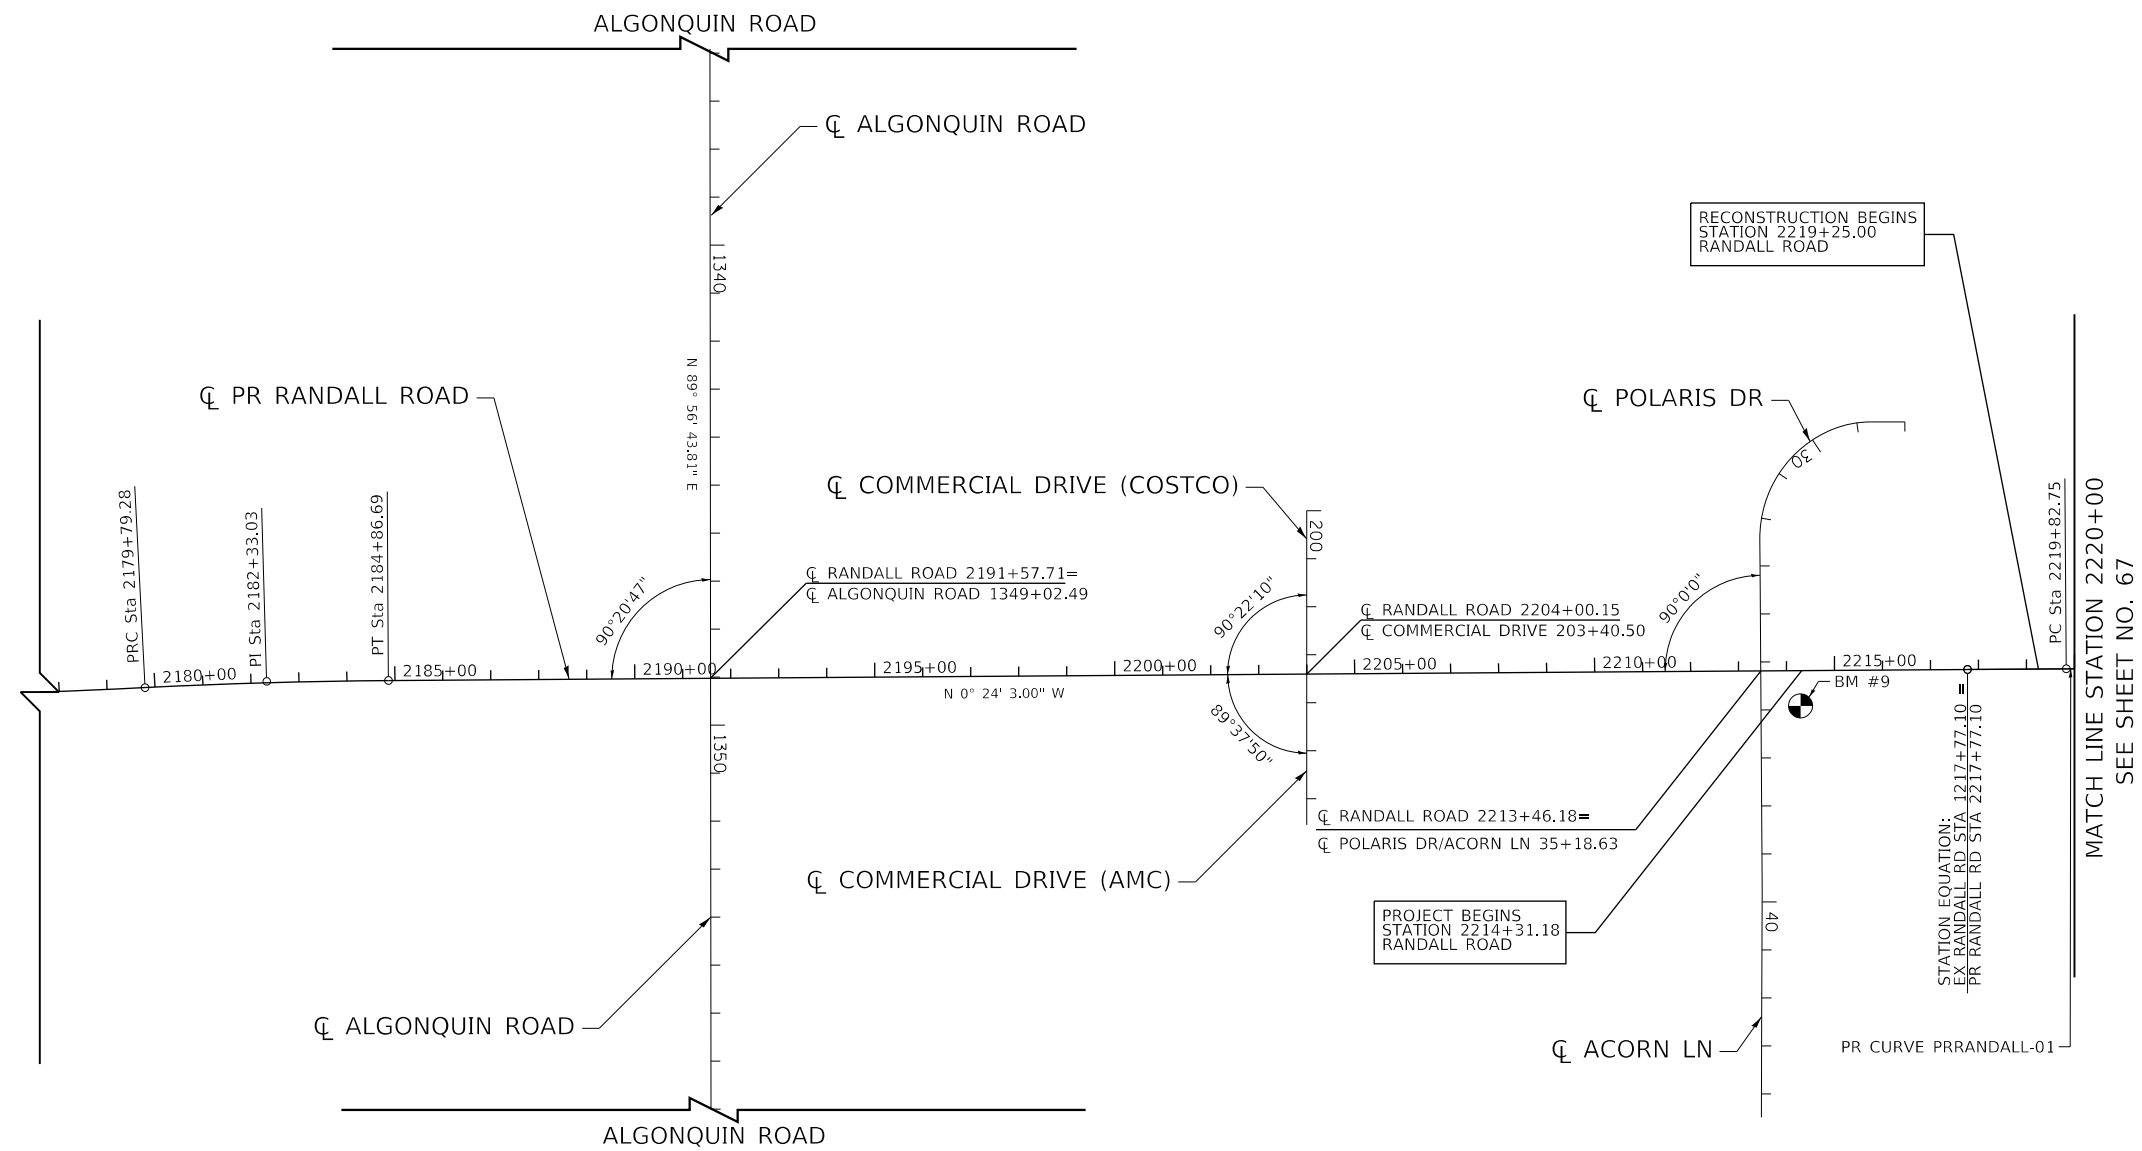 ALGONQUIN ROAD
℄ ALGONQUIN ROAD
RECONSTRUCTION BEGINS
STATION 2219+25.00
RANDALL ROAD
1340
N 89° 56' 43.81" E
℄ PR RANDALL ROAD
℄ POLARIS DR
30
℄ COMMERCIAL DRIVE (COSTCO)
200
PRC Sta 2179+79.28
PI Sta 2182+33.03
PT Sta 2184+86.69
PC Sta 2219+82.75
MATCH LINE STATION 2220+00
SEE SHEET NO. 67
90°20'47"
℄ RANDALL ROAD 2191+57.71=
℄ ALGONQUIN ROAD 1349+02.49
90°22'10"
℄ RANDALL ROAD 2204+00.15
℄ COMMERCIAL DRIVE 203+40.50
90°0'0"
2180+00
2185+00
2190+00
2195+00
2200+00
2205+00
2210+00
2215+00
N 0° 24' 3.00" W
BM #9
89°37'50"
1350
℄ RANDALL ROAD 2213+46.18=
℄ POLARIS DR/ACORN LN 35+18.63
℄ COMMERCIAL DRIVE (AMC)
PROJECT BEGINS
STATION 2214+31.18
RANDALL ROAD
40
STATION EQUATION:
EX RANDALL RD STA 1217+77.10 =
PR RANDALL RD STA 2217+77.10
℄ ALGONQUIN ROAD
℄ ACORN LN
PR CURVE PRRANDALL-01
ALGONQUIN ROAD